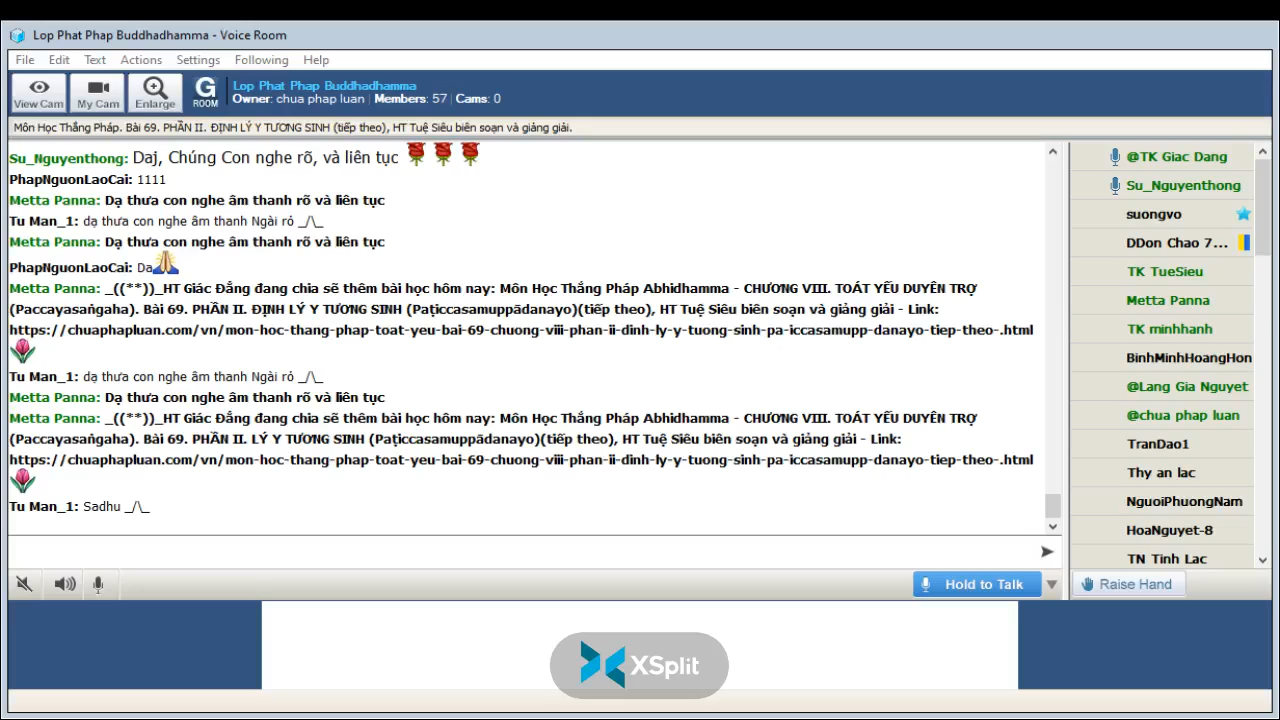 Lop Phat Phap Buddhadhamma - Voice Room
File Edit Text Actions Settings Following Help
View Cam My Cam Enlarge G ROOM
Lop Phat Phap Buddhadhamma
Owner: chua phap luan | Members: 57 | Cams: 0
Môn Học Thắng Pháp. Bài 69. PHẦN II. ĐỊNH LÝ Y TƯƠNG SINH (tiếp theo), HT Tuệ Siêu biên soạn và giảng giải.
Su_Nguyenthong: Daj, Chúng Con nghe rõ, và liên tục
PhapNguonLaoCai: 1111
Metta Panna: Dạ thưa con nghe âm thanh rõ và liên tục
Tu Man_1: dạ thưa con nghe âm thanh Ngài rỏ _/\_
Metta Panna: Dạ thưa con nghe âm thanh rõ và liên tục
PhapNguonLaoCai: Da
Metta Panna: _((**))_HT Giác Đẳng đang chia sẽ thêm bài học hôm nay: Môn Học Thắng Pháp Abhidhamma - CHƯƠNG VIII. TOÁT YẾU DUYÊN TRỢ
(Paccayasaṅgaha). Bài 69. PHẦN II. ĐỊNH LÝ Y TƯƠNG SINH (Paṭiccasamuppādanayo)(tiếp theo), HT Tuệ Siêu biên soạn và giảng giải - Link:
https://chuaphapluan.com/vn/mon-hoc-thang-phap-toat-yeu-bai-69-chuong-viii-phan-ii-dinh-ly-y-tuong-sinh-pa-iccasamupp-danayo-tiep-theo-.html
Tu Man_1: dạ thưa con nghe âm thanh Ngài rỏ _/\_
Metta Panna: Dạ thưa con nghe âm thanh rõ và liên tục
Metta Panna: _((**))_HT Giác Đẳng đang chia sẽ thêm bài học hôm nay: Môn Học Thắng Pháp Abhidhamma - CHƯƠNG VIII. TOÁT YẾU DUYÊN TRỢ
(Paccayasaṅgaha). Bài 69. PHẦN II. LÝ Y TƯƠNG SINH (Paṭiccasamuppādanayo)(tiếp theo), HT Tuệ Siêu biên soạn và giảng giải - Link:
https://chuaphapluan.com/vn/mon-hoc-thang-phap-toat-yeu-bai-69-chuong-viii-phan-ii-dinh-ly-y-tuong-sinh-pa-iccasamupp-danayo-tiep-theo-.html
Tu Man_1: Sadhu _/\_
@TK Giac Dang
Su_Nguyenthong
suongvo
DDon Chao 7...
TK TueSieu
Metta Panna
TK minhhanh
BinhMinhHoangHon
@Lang Gia Nguyet
@chua phap luan
TranDao1
Thy an lac
NguoiPhuongNam
HoaNguyet-8
TN Tinh Lac
Hold to Talk
Raise Hand
XSplit